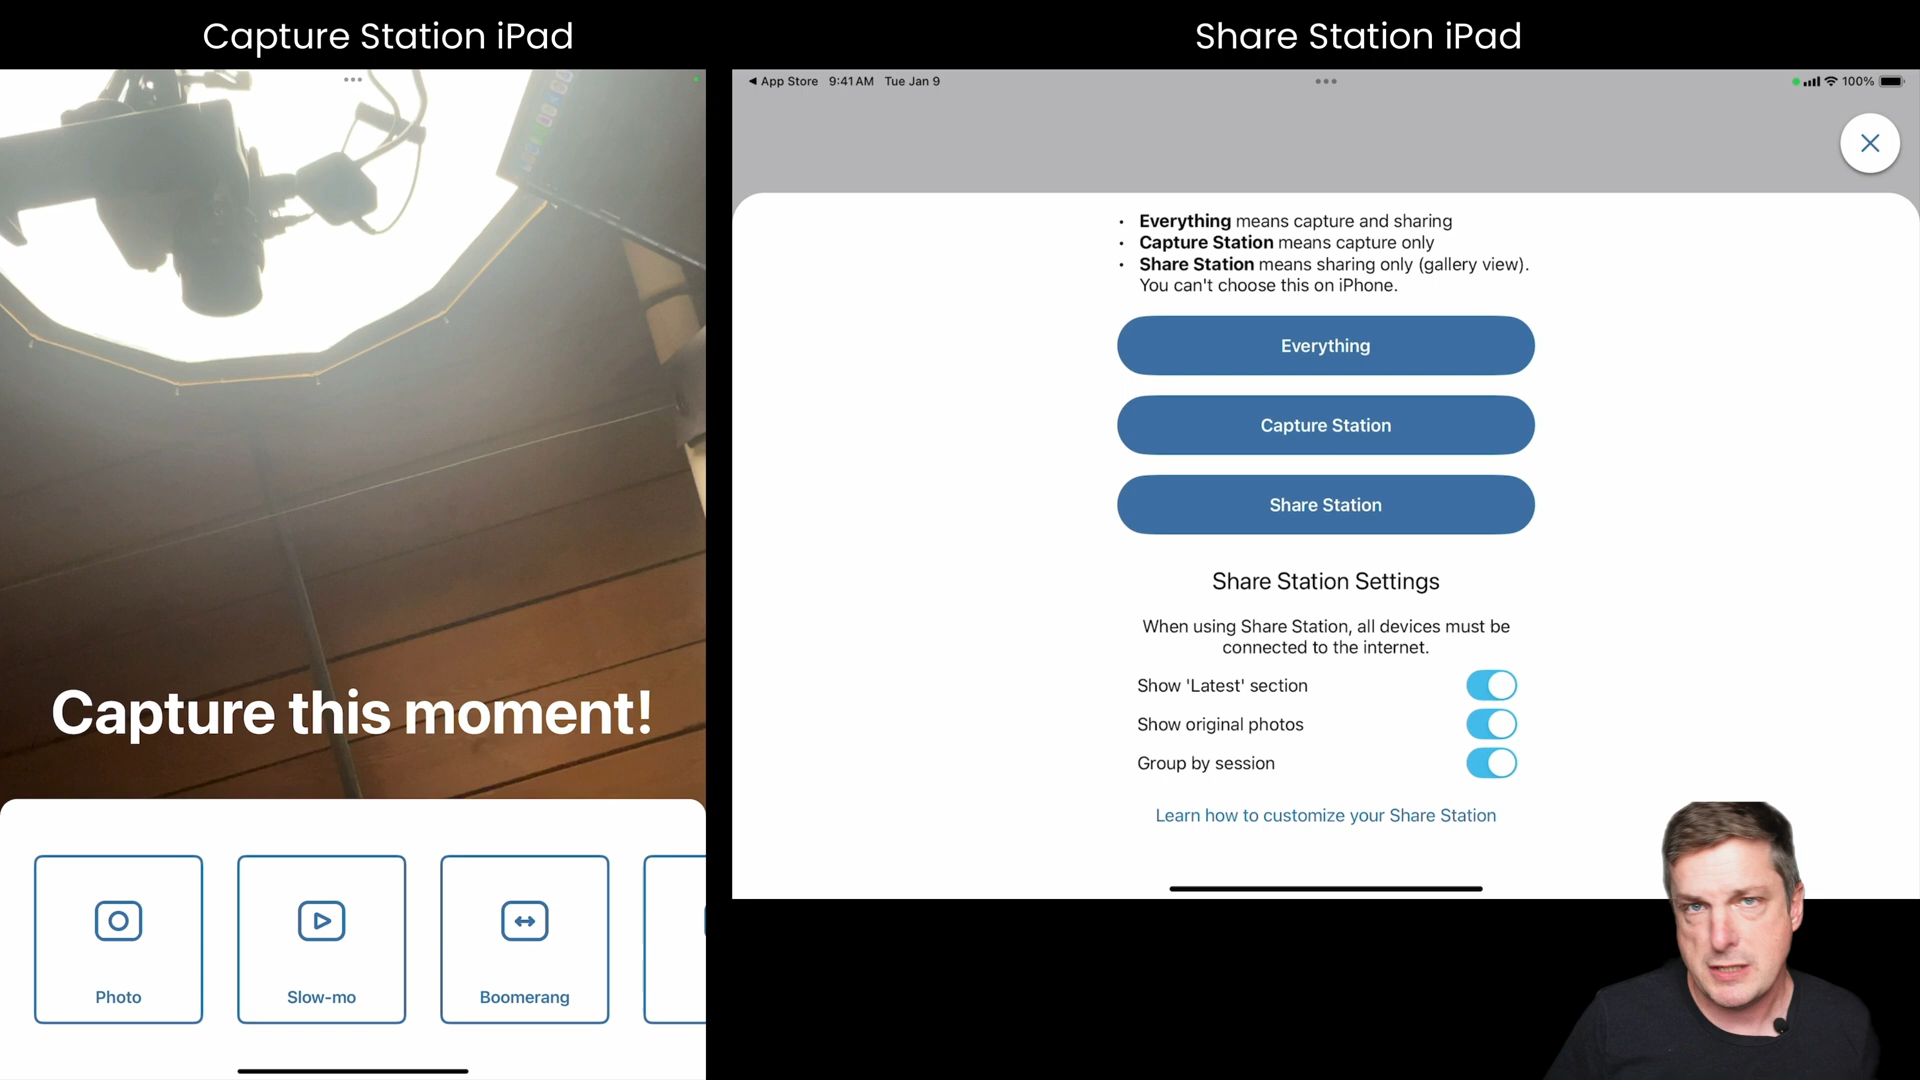 Capture Station iPad
Share Station iPad
Capture this moment!
Photo
Slow-mo
Boomerang
◀ App Store 9:41 AM Tue Jan 9
100%
• Everything means capture and sharing
• Capture Station means capture only
• Share Station means sharing only (gallery view).
You can't choose this on iPhone.
Everything
Capture Station
Share Station
Share Station Settings
When using Share Station, all devices must be
connected to the internet.
Show 'Latest' section
Show original photos
Group by session
Learn how to customize your Share Station